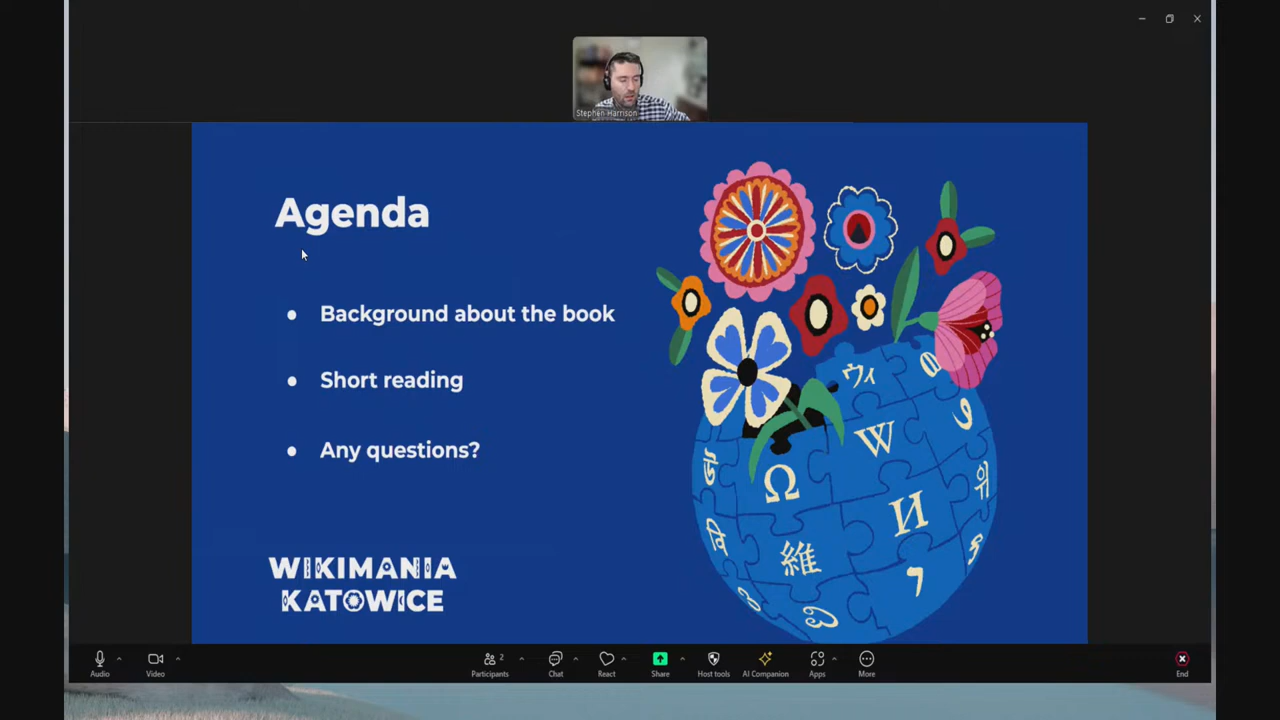 Stephen Harrison
Agenda
Background about the book
Short reading
Any questions?
ウィ
W
Ω
И
維
위
वि
WIKIMANIA
KATOWICE
2
Audio
Video
Participants
Chat
React
Share
Host tools
AI Companion
Apps
More
End